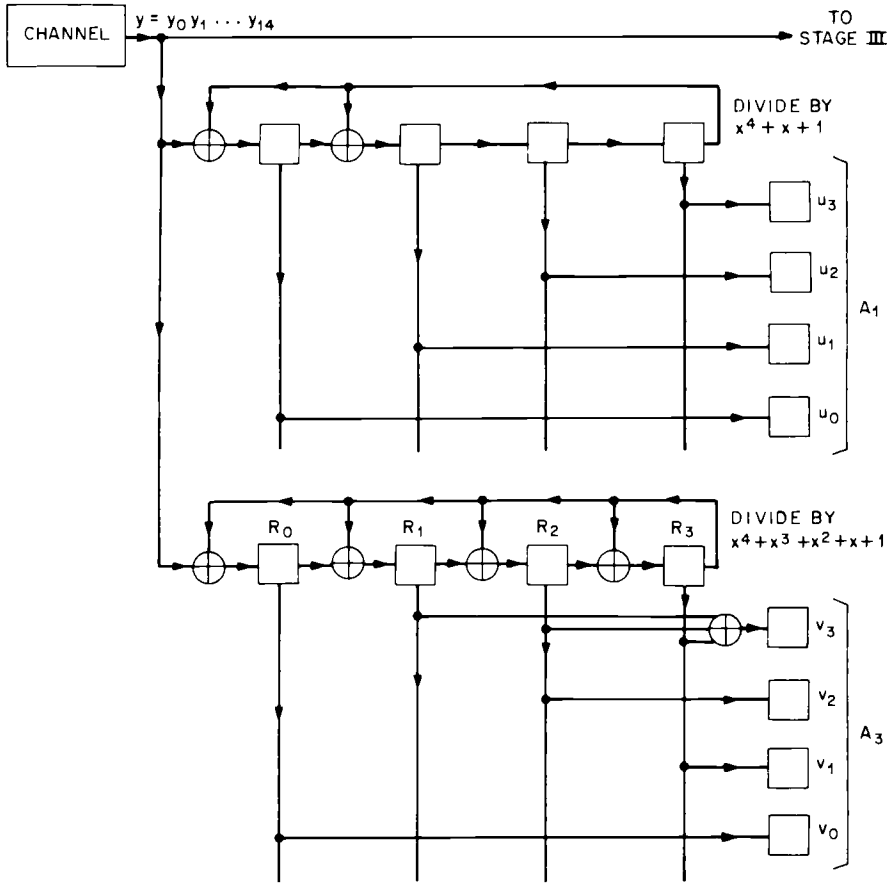 CHANNEL
y = y₀ y₁ · · · y₁₄
TO
STAGE III
DIVIDE BY
x⁴ + x + 1
u₃
u₂
A₁
u₁
u₀
R₀ R₁ R₂ R₃
DIVIDE BY
x⁴ + x³ + x² + x + 1
v₃
v₂
A₃
v₁
v₀